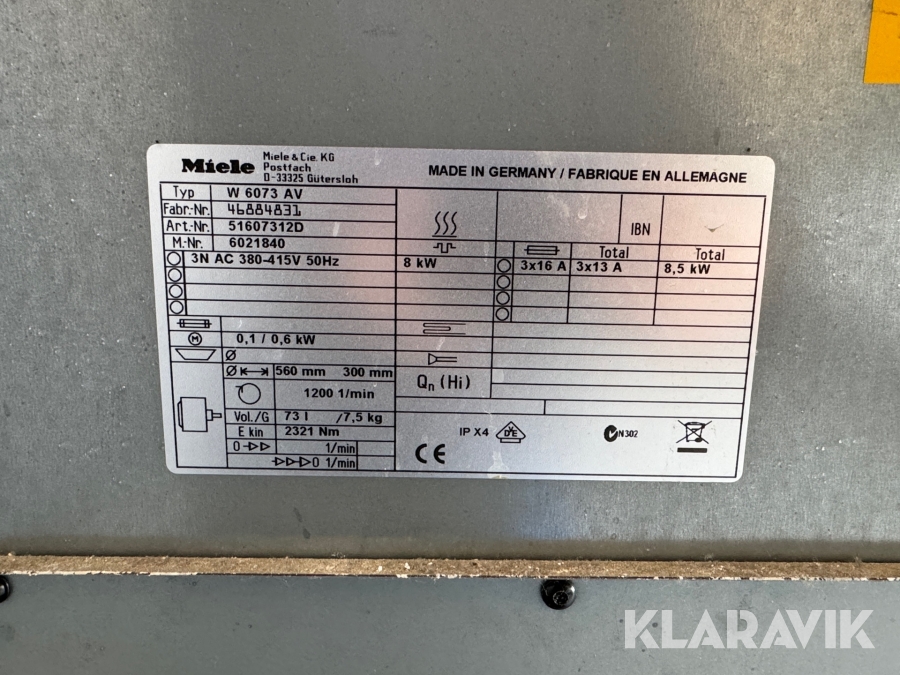 Miele Miele & Cie. KG
Postfach
D-33325 Gütersloh
MADE IN GERMANY / FABRIQUE EN ALLEMAGNE
Typ W 6073 AV
Fabr.-Nr. 46884831
Art.-Nr. 51607312D
M.-Nr. 6021840
IBN
Total Total
3N AC 380-415V 50Hz 8 kW 3x16 A 3x13 A 8,5 kW
M 0,1 / 0,6 kW
Ø
Ø 560 mm 300 mm
1200 1/min
Qn (Hi)
Vol./G 73 l /7,5 kg
E kin 2321 Nm
0 1/min
0 1/min
IP X4 VDE N302
CE
KLARAVIK